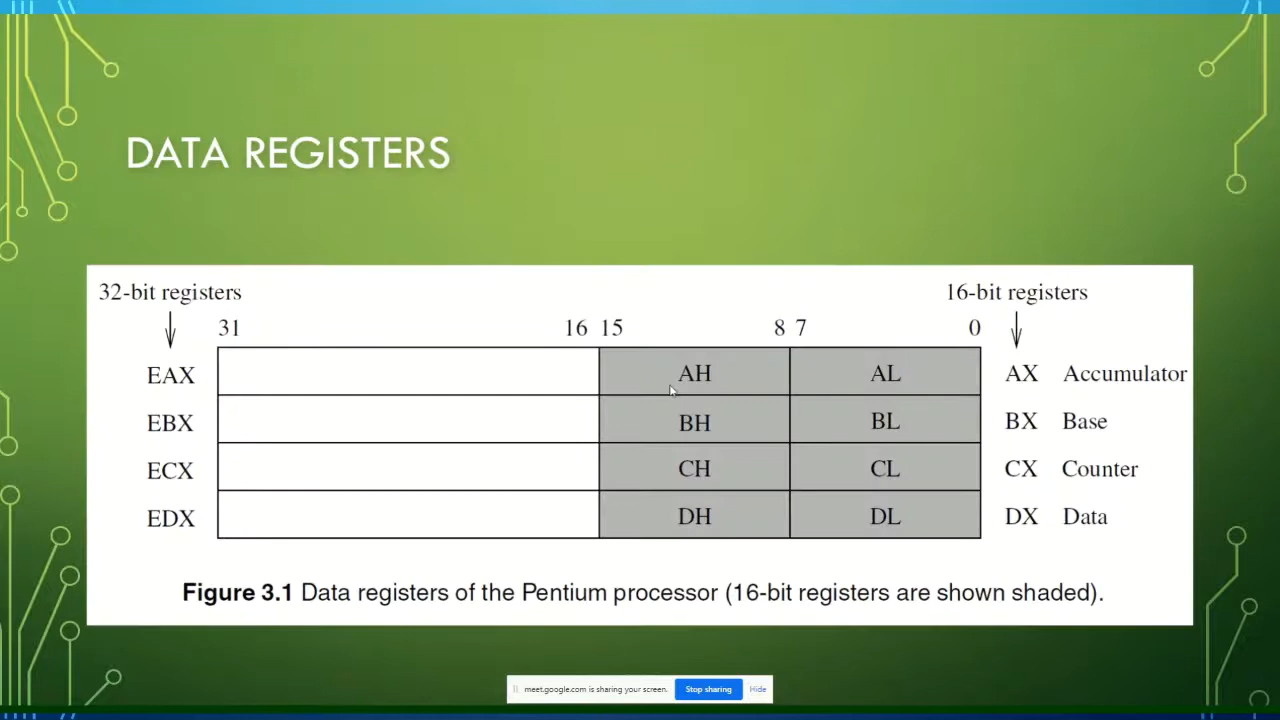 DATA REGISTERS
32-bit registers 16-bit registers
31 16 15 8 7 0
EAX AH AL AX Accumulator
EBX BH BL BX Base
ECX CH CL CX Counter
EDX DH DL DX Data
Figure 3.1 Data registers of the Pentium processor (16-bit registers are shown shaded).
meet.google.com is sharing your screen. Stop sharing Hide